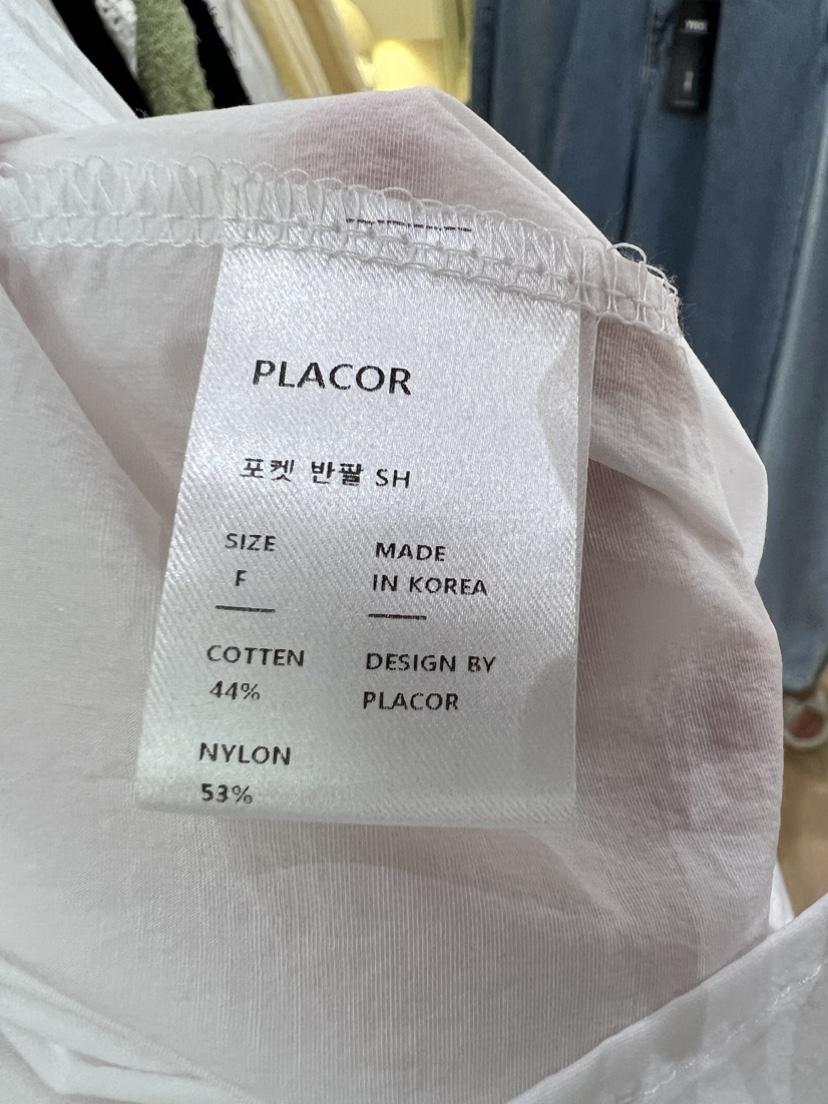 PLACOR
포켓 반팔 SH
SIZE
F
MADE
IN KOREA
COTTEN
44%
DESIGN BY
PLACOR
NYLON
53%